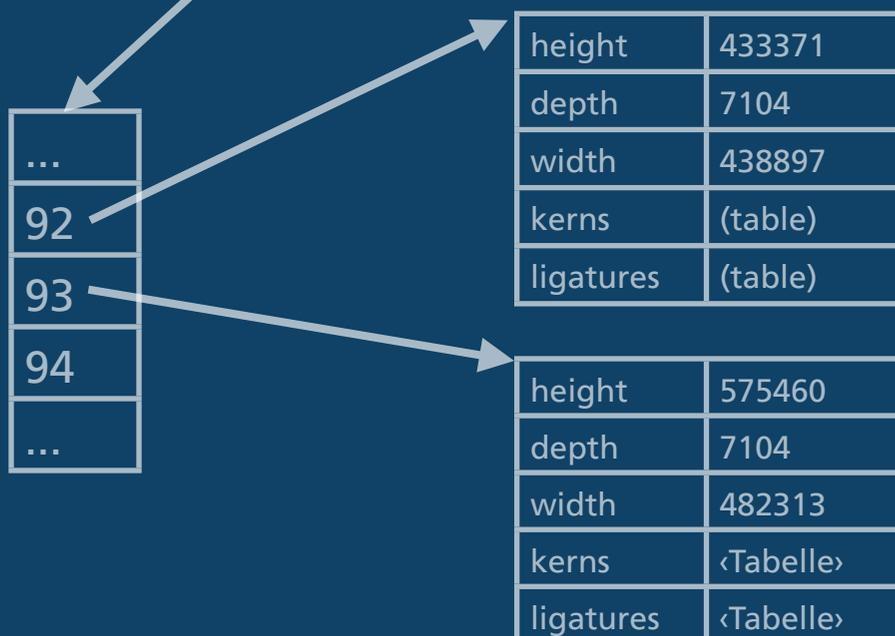 ...
92
93
94
...
height 433371
depth 7104
width 438897
kerns (table)
ligatures (table)
height 575460
depth 7104
width 482313
kerns ‹Tabelle›
ligatures ‹Tabelle›